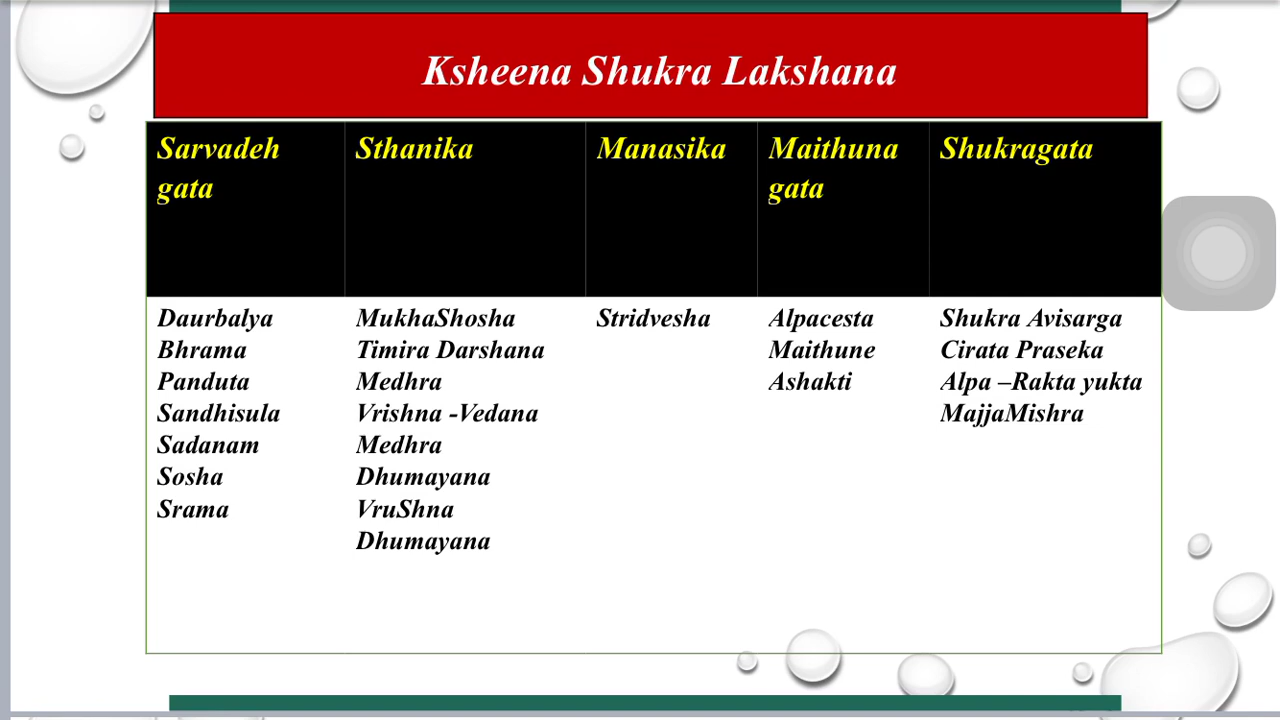 Ksheena Shukra Lakshana
Sarvadeh
gata
Sthanika
Manasika
Maithuna
gata
Shukragata
Daurbalya
Bhrama
Panduta
Sandhisula
Sadanam
Sosha
Srama
MukhaShosha
Timira Darshana
Medhra
Vrishna -Vedana
Medhra
Dhumayana
VruShna
Dhumayana
Stridvesha
Alpacesta
Maithune
Ashakti
Shukra Avisarga
Cirata Praseka
Alpa –Rakta yukta
MajjaMishra